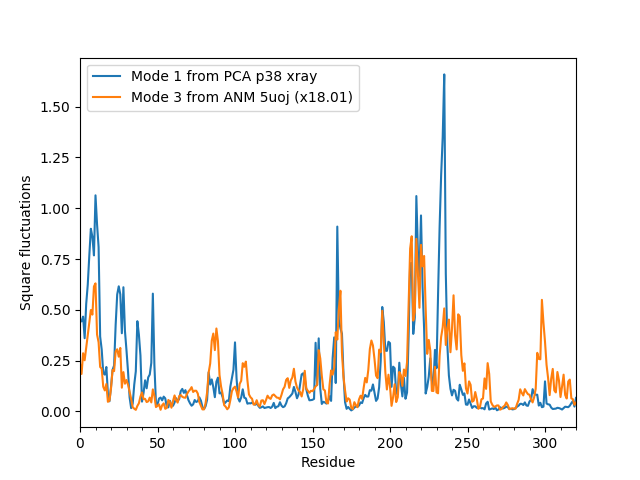 Mode 1 from PCA p38 xray
Mode 3 from ANM 5uoj (x18.01)
Square fluctuations
1.50
1.25
1.00
0.75
0.50
0.25
0.00
0 50 100 150 200 250 300
Residue